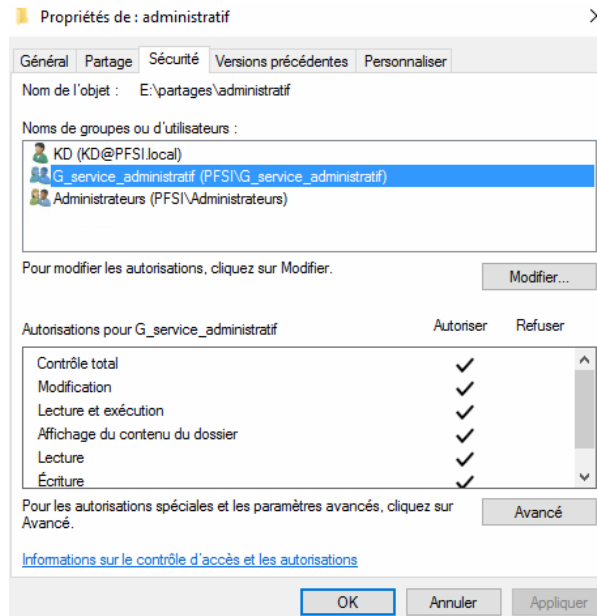 Propriétés de : administratif
Général Partage Sécurité Versions précédentes Personnaliser
Nom de l'objet : E:\partages\administratif
Noms de groupes ou d'utilisateurs :
KD (KD@PFSI.local)
G_service_administratif (PFSI\G_service_administratif)
Administrateurs (PFSI\Administrateurs)
Pour modifier les autorisations, cliquez sur Modifier.
Modifier...
Autorisations pour G_service_administratif Autoriser Refuser
Contrôle total
Modification
Lecture et exécution
Affichage du contenu du dossier
Lecture
Écriture
Pour les autorisations spéciales et les paramètres avancés, cliquez sur
Avancé.
Avancé
Informations sur le contrôle d'accès et les autorisations
OK Annuler Appliquer